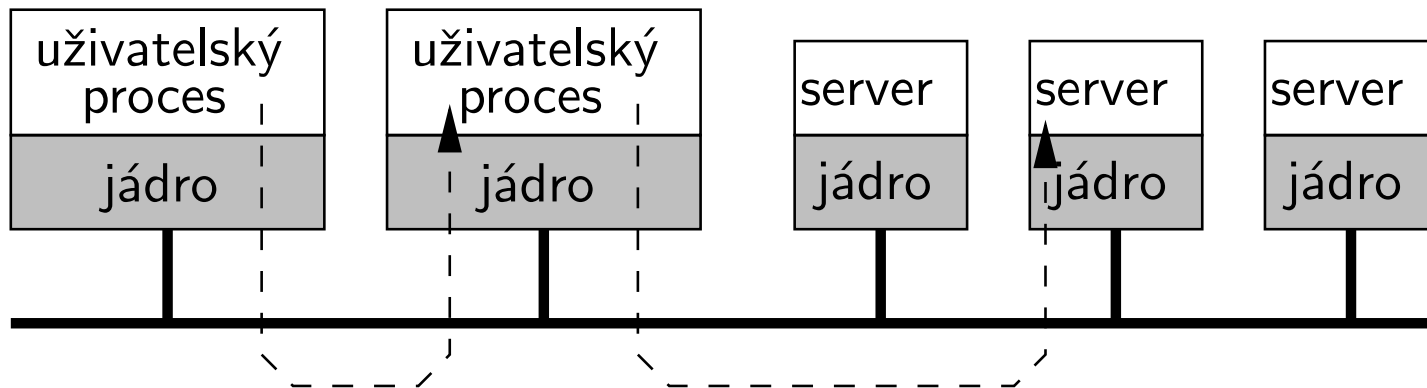 uživatelský
proces
jádro
uživatelský
proces
jádro
server
jádro
server
jádro
server
jádro